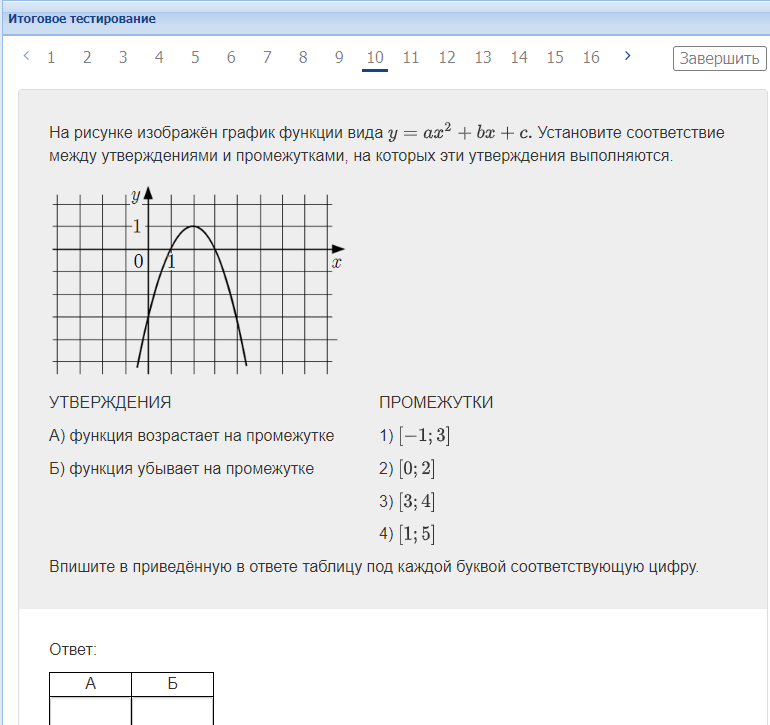 Итоговое тестирование
< 1 2 3 4 5 6 7 8 9 10 11 12 13 14 15 16 > Завершить
На рисунке изображён график функции вида y = ax² + bx + c. Установите соответствие
между утверждениями и промежутками, на которых эти утверждения выполняются.
y
1
0 1 x
УТВЕРЖДЕНИЯ ПРОМЕЖУТКИ
А) функция возрастает на промежутке 1) [−1; 3]
Б) функция убывает на промежутке 2) [0; 2]
3) [3; 4]
4) [1; 5]
Впишите в приведённую в ответе таблицу под каждой буквой соответствующую цифру.
Ответ:
А Б